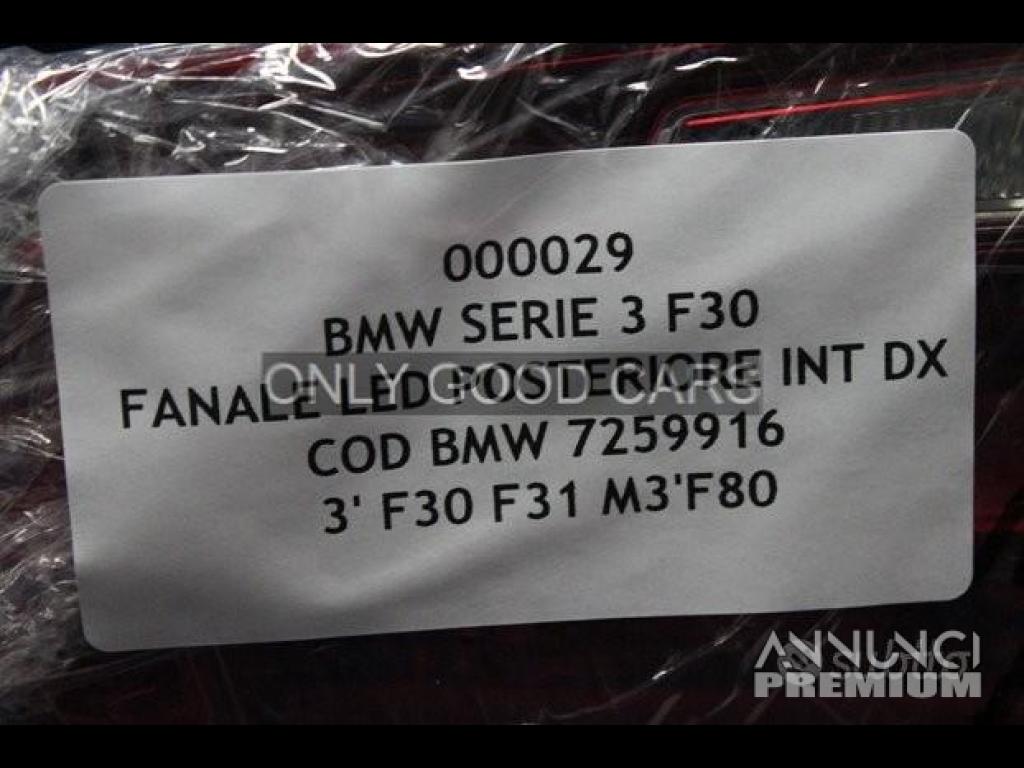 000029
BMW SERIE 3 F30
FANALE LED POSTERIORE INT DX
ONLY GOOD CARS
COD BMW 7259916
3' F30 F31 M3'F80
ANNUNCI
subito
PREMIUM